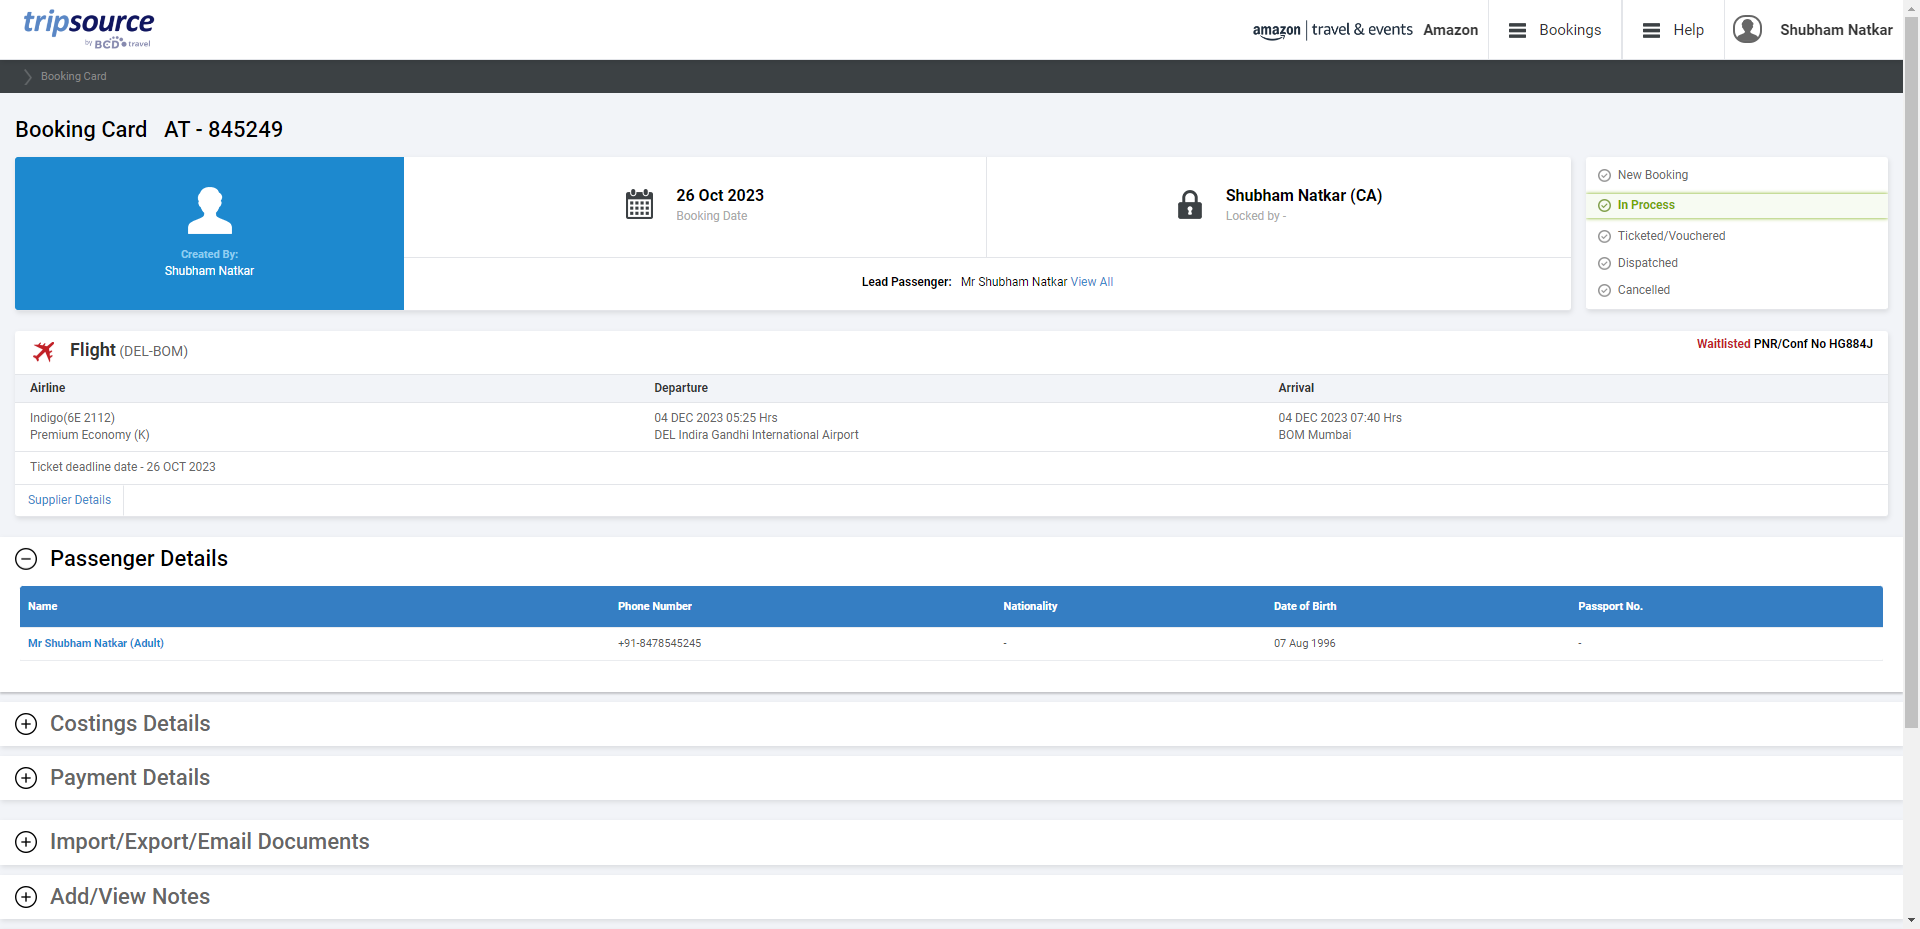 tripsource
by BCD travel
amazon | travel & events Amazon
Bookings
Help
Shubham Natkar
Booking Card
Booking Card AT - 845249
Created By:
Shubham Natkar
26 Oct 2023
Booking Date
Shubham Natkar (CA)
Locked by -
Lead Passenger: Mr Shubham Natkar View All
New Booking
In Process
Ticketed/Vouchered
Dispatched
Cancelled
Flight (DEL-BOM)
Waitlisted PNR/Conf No HG884J
Airline Departure Arrival
Indigo(6E 2112) 04 DEC 2023 05:25 Hrs 04 DEC 2023 07:40 Hrs
Premium Economy (K) DEL Indira Gandhi International Airport BOM Mumbai
Ticket deadline date - 26 OCT 2023
Supplier Details
Passenger Details
Name Phone Number Nationality Date of Birth Passport No.
Mr Shubham Natkar (Adult) +91-8478545245 - 07 Aug 1996 -
Costings Details
Payment Details
Import/Export/Email Documents
Add/View Notes